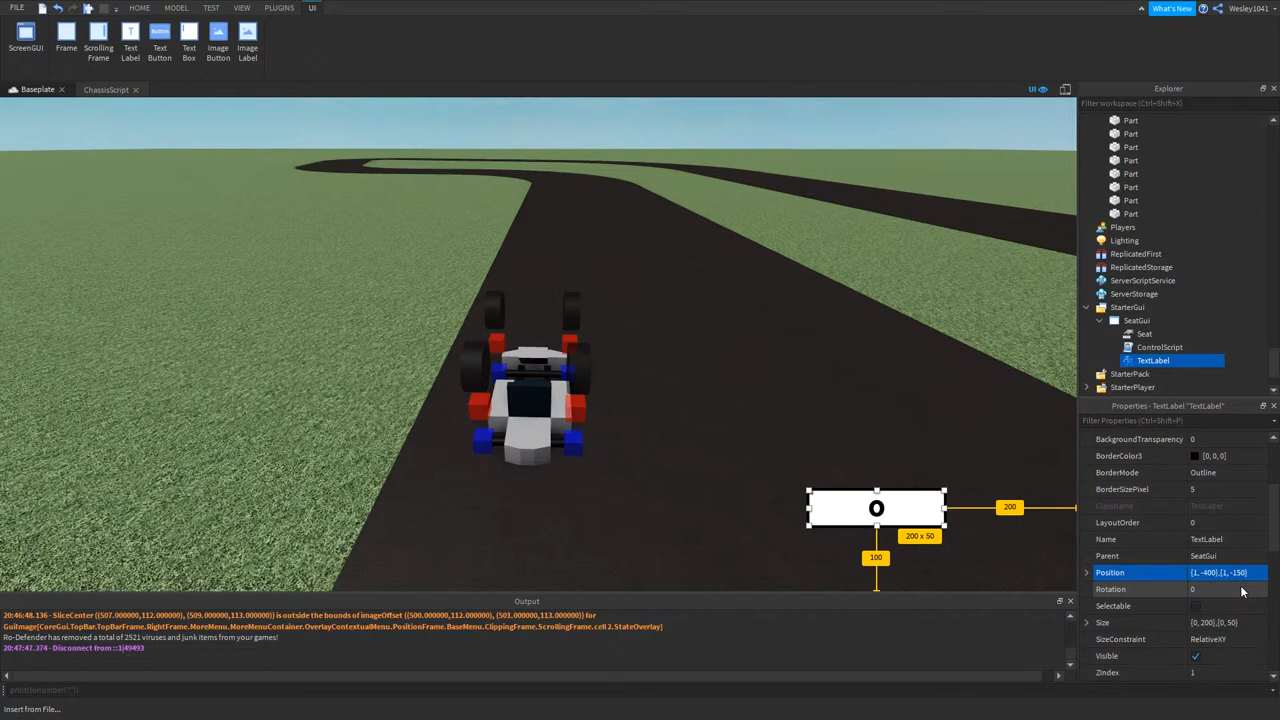 FILE HOME MODEL TEST VIEW PLUGINS UI What's New Wesley1041
ScreenGUI Frame Scrolling Frame Text Label Text Button Text Box Image Button Image Label
Button
Baseplate ChassisScript UI
Explorer
Filter workspace (Ctrl+Shift+X)
Part
Part
Part
Part
Part
Part
Part
Part
Players
Lighting
ReplicatedFirst
ReplicatedStorage
ServerScriptService
ServerStorage
StarterGui
SeatGui
Seat
ControlScript
TextLabel
StarterPack
StarterPlayer
Properties - TextLabel "TextLabel"
Filter Properties (Ctrl+Shift+P)
BackgroundTransparency 0
BorderColor3 [0, 0, 0]
BorderMode Outline
BorderSizePixel 5
ClassName TextLabel
LayoutOrder 0
Name TextLabel
Parent SeatGui
Position {1, -400},{1, -150}
Rotation 0
Selectable
Size {0, 200},{0, 50}
SizeConstraint RelativeXY
Visible
ZIndex 1
0
200
200 x 50
100
Output
20:46:48.136 - SliceCenter ((507.000000,112.000000), (509.000000,113.000000)) is outside the bounds of imageOffset ((500.000000,112.000000), (501.000000,113.000000)) for
GuiImage[CoreGui.TopBar.TopBarFrame.RightFrame.MoreMenu.MoreMenuContainer.OverlayContextualMenu.PositionFrame.BaseMenu.ClippingFrame.ScrollingFrame.cell 2.StateOverlay]
Ro-Defender has removed a total of 2521 viruses and junk items from your games!
20:47:47.374 - Disconnect from ::1|49493
print(tonumber(""))
Insert from File...